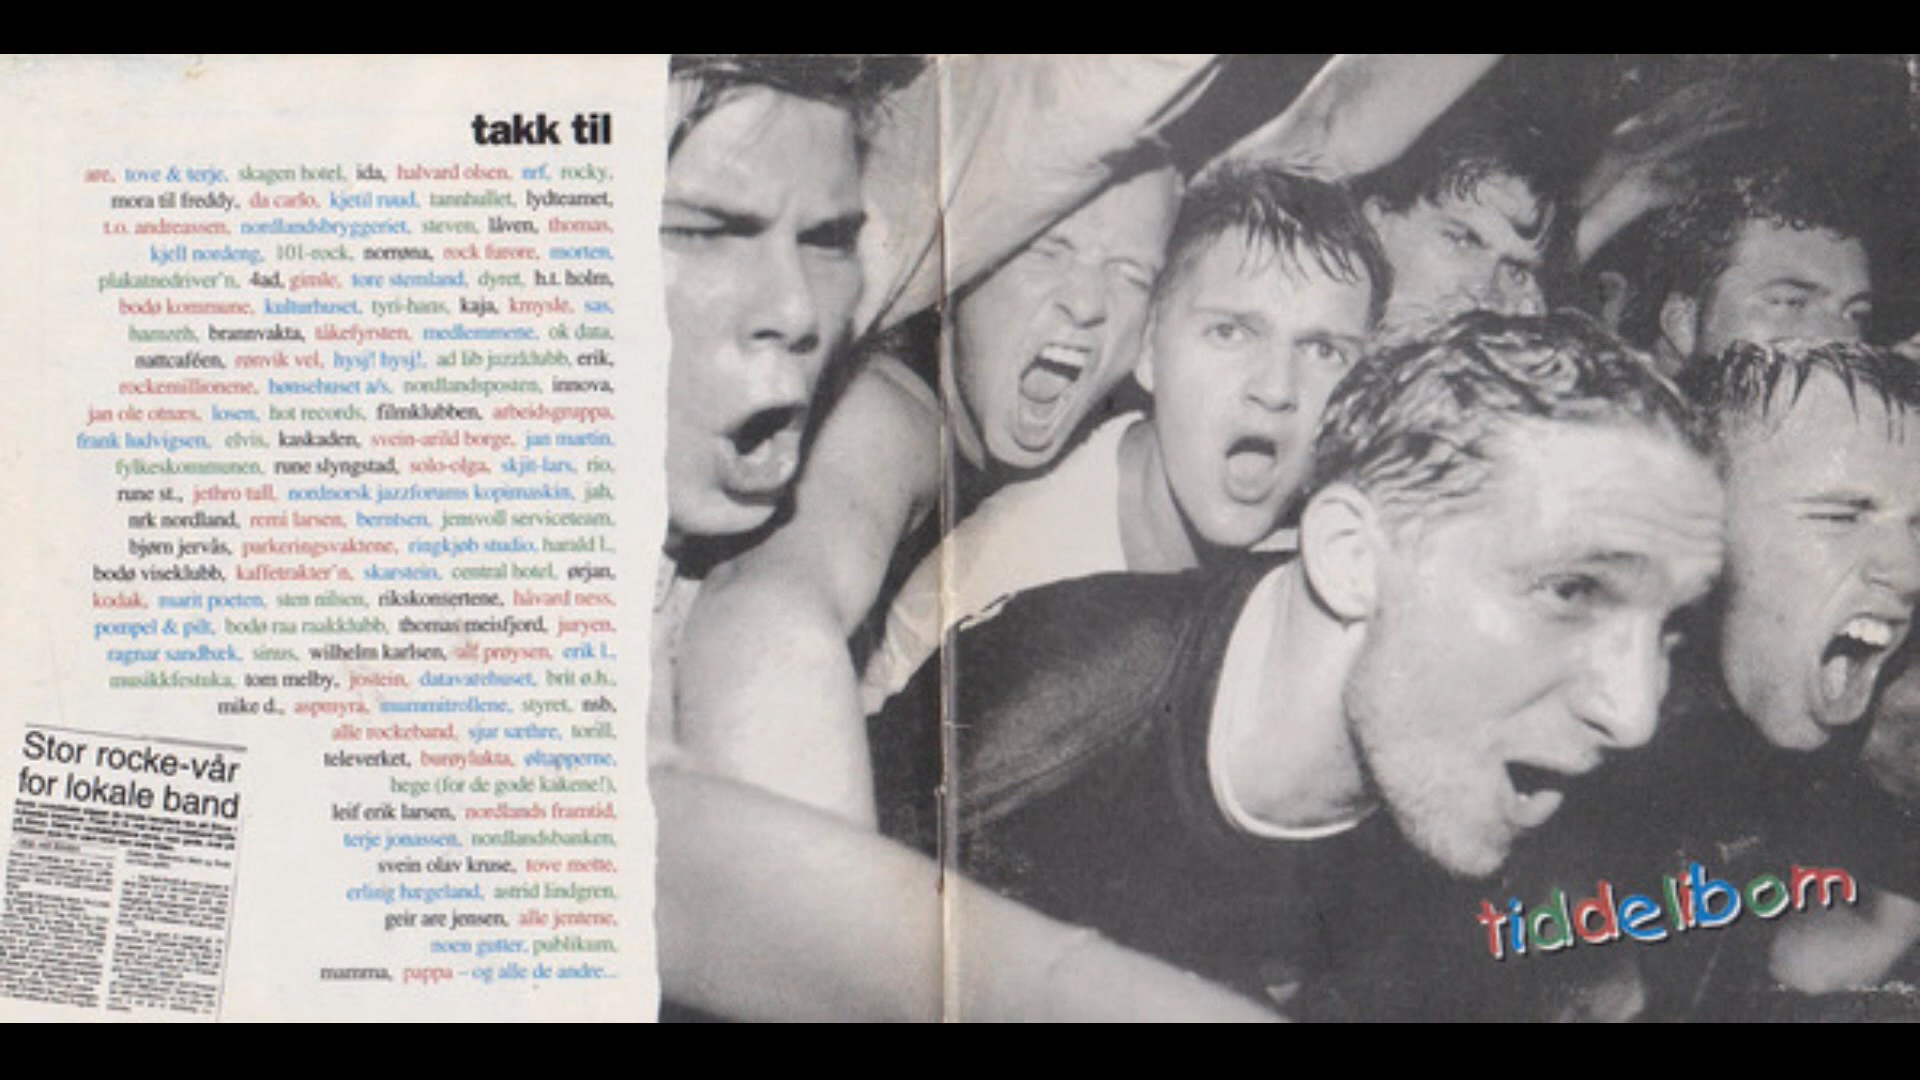 takk til
are, tove & terje, skagen hotel, ida, halvard olsen, nrf, rocky,
mora til freddy, da carlo, kjetil ruud, tannhullet, lydteamet,
t.o. andreassen, nordlandsbryggeriet, steven, låven, thomas,
kjell nordeng, 101-rock, norrøna, rock furore, morten,
plakatnedriver'n, 4ad, gimle, tore stemland, dyret, h.t. holm,
bodø kommune, kulturhuset, tyri-hans, kaja, krøysle, sas,
hamzeh, brannvakta, tåkefyrsten, medlemmene, ok data,
nattcaféen, rønvik vel, hysj! hysj!, ad lib jazzklubb, erik,
rockemillionene, hønsehuset a/s, nordlandsposten, innova,
jan ole otnæs, losen, hot records, filmklubben, arbeidsgruppa,
frank ludvigsen, elvis, kaskaden, svein-arild borge, jan martin,
fylkeskommunen, rune slyngstad, solo-olga, skjit-lars, rio,
rune st., jethro tull, nordnorsk jazzforums kopimaskin, jah,
nrk nordland, remi larsen, berntsen, jensvoll serviceteam,
bjørn jervås, parkeringsvaktene, ringkjøb studio, harald l.,
bodø viseklubb, kaffetrakter'n, skarstein, central hotel, ørjan,
kodak, marit poeten, sten nilsen, rikskonsertene, håvard ness,
pompel & pilt, bodø raa raakklubb, thomas meisfjord, juryen,
ragnar sandbæk, sinus, wilhelm karlsen, alf prøysen, erik l.,
musikkfestuka, tom melby, jostein, datavarehuset, brit ø.h.,
mike d., aspmyra, mummitrollene, styret, nsb,
alle rockeband, sjur sæthre, torill,
televerket, burøylukta, øltapperne,
hege (for de gode kakene!),
leif erik larsen, nordlands framtid,
terje jonassen, nordlandsbanken,
svein olav kruse, tove mette,
erling hægeland, astrid lindgren,
geir are jensen, alle jentene,
noen gutter, publikum,
mamma, pappa – og alle de andre...
Stor rocke-vår
for lokale band
tiddelibom